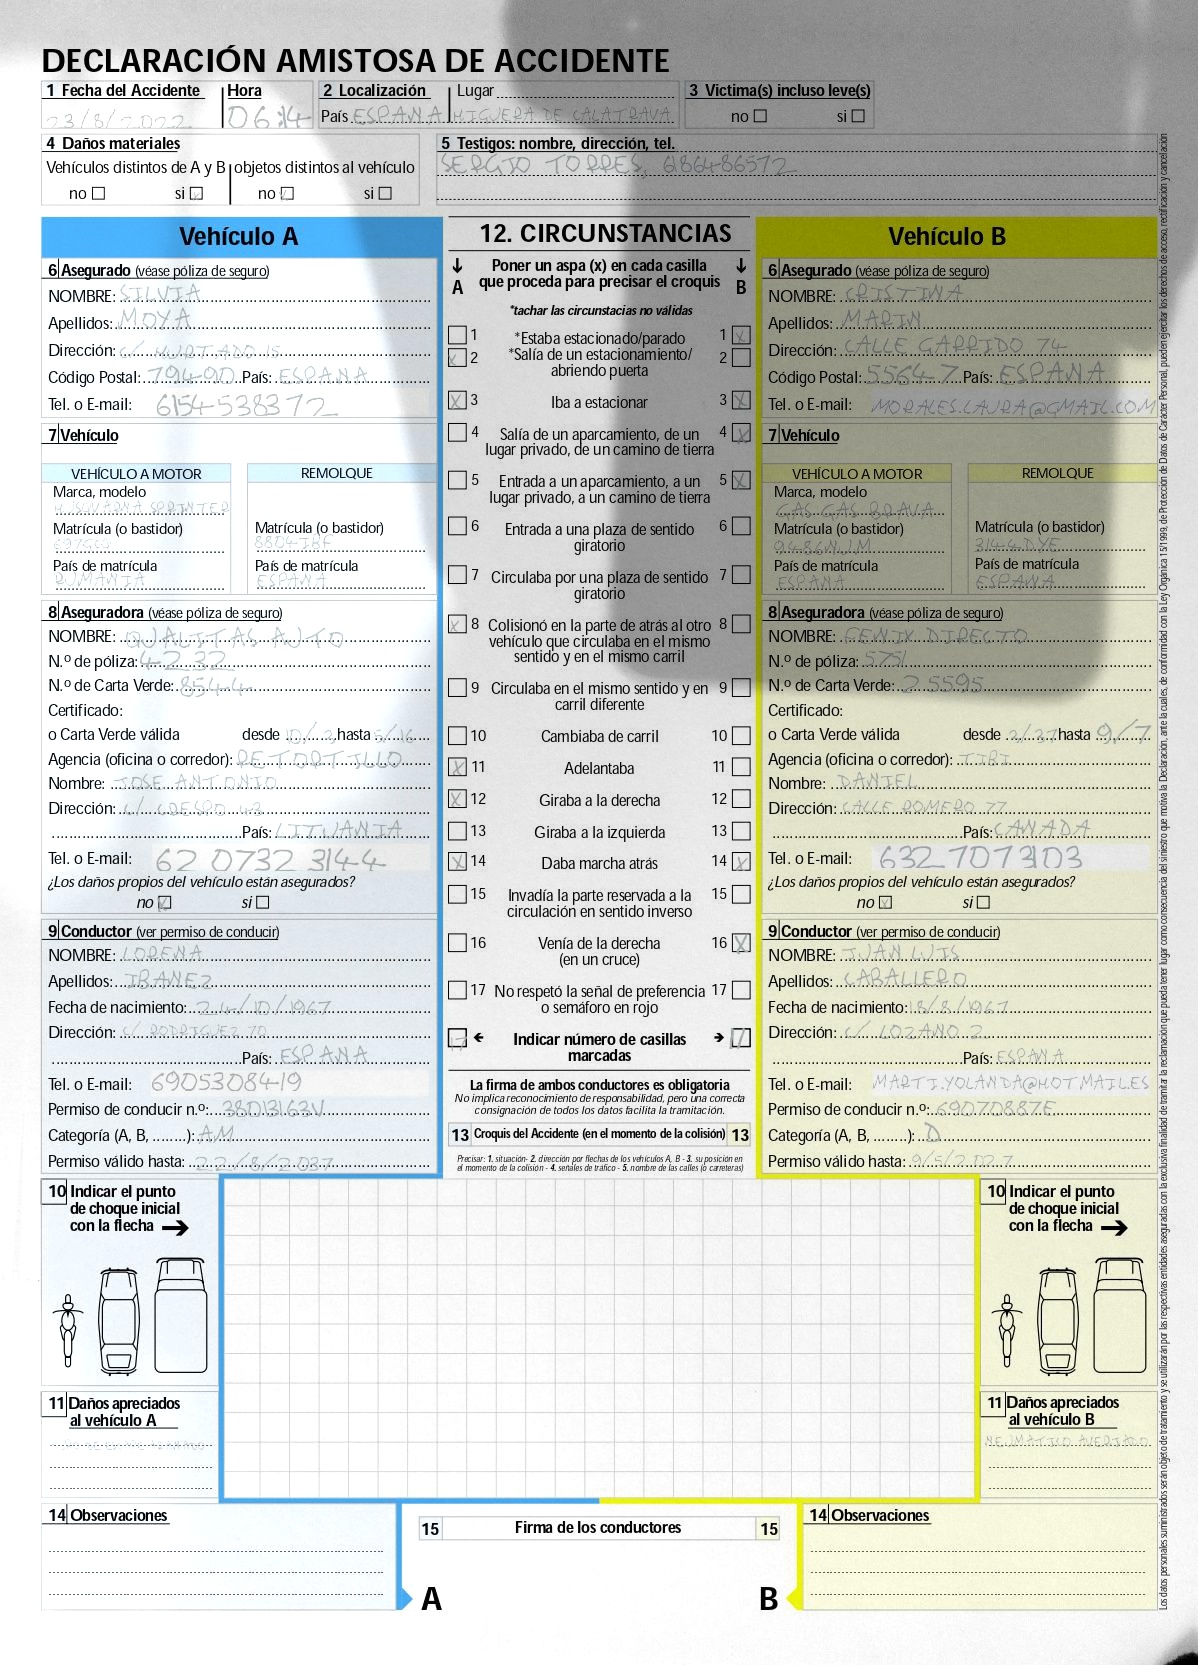 DECLARACIÓN AMISTOSA DE ACCIDENTE
1 Fecha del Accidente Hora 2 Localización Lugar 3 Victima(s) incluso leve(s)
23/8/2022 06:14 País ESPAÑA HIGUERA DE CALATRAVA no si
4 Daños materiales 5 Testigos: nombre, dirección, tel.
Vehículos distintos de A y B objetos distintos al vehículo SERGIO TORRES, 6186486572
no si no si
Vehículo A
6 Asegurado (véase póliza de seguro)
NOMBRE: SILVIA
Apellidos: MOYA
Dirección: C/ HURTADO 15
Código Postal: 79490 País: ESPAÑA
Tel. o E-mail: 6154538372
7 Vehículo
VEHÍCULO A MOTOR REMOLQUE
Marca, modelo
HUSQVARNA SPRINTER
Matrícula (o bastidor) Matrícula (o bastidor)
8804JBF
País de matrícula País de matrícula
RUMANIA ESPAÑA
8 Aseguradora (véase póliza de seguro)
NOMBRE: QUALITAS AUTO
N.º de póliza: 4232
N.º de Carta Verde: 8544
Certificado:
o Carta Verde válida desde hasta 5/16
Agencia (oficina o corredor): RETORTILLO
Nombre: JOSE ANTONIO
Dirección: C/ CRESPO 43
País: LITUANIA
Tel. o E-mail: 62 0732 3144
¿Los daños propios del vehículo están asegurados?
no X si
9 Conductor (ver permiso de conducir)
NOMBRE: LORENA
Apellidos: IBAÑEZ
Fecha de nacimiento: 24/10/1967
Dirección: C/ RODRIGUEZ 70
País: ESPAÑA
Tel. o E-mail: 6905308419
Permiso de conducir n.º: 38013163V
Categoría (A, B, ........): AM
Permiso válido hasta: 22/8/2037
10 Indicar el punto
de choque inicial
con la flecha
11 Daños apreciados
al vehículo A
14 Observaciones
12. CIRCUNSTANCIAS
Poner un aspa (x) en cada casilla
que proceda para precisar el croquis
A B
*tachar las circunstacias no válidas
1 *Estaba estacionado/parado 1 X
X 2 *Salía de un estacionamiento/ 2
abriendo puerta
X 3 Iba a estacionar 3 X
4 Salía de un aparcamiento, de un 4 X
lugar privado, de un camino de tierra
5 Entrada a un aparcamiento, a un 5 X
lugar privado, a un camino de tierra
6 Entrada a una plaza de sentido 6
giratorio
7 Circulaba por una plaza de sentido 7
giratorio
X 8 Colisionó en la parte de atrás al otro 8
vehículo que circulaba en el mismo
sentido y en el mismo carril
9 Circulaba en el mismo sentido y en 9
carril diferente
10 Cambiaba de carril 10
X 11 Adelantaba 11
X 12 Giraba a la derecha 12
13 Giraba a la izquierda 13
X 14 Daba marcha atrás 14 X
15 Invadía la parte reservada a la 15
circulación en sentido inverso
16 Venía de la derecha 16 X
(en un cruce)
17 No respetó la señal de preferencia 17
o semáforo en rojo
17 Indicar número de casillas 17
marcadas
La firma de ambos conductores es obligatoria
No implica reconocimiento de responsabilidad, pero una correcta
consignación de todos los datos facilita la tramitación.
13 Croquis del Accidente (en el momento de la colisión) 13
Precisar: 1. situación- 2. dirección por flechas de los vehículos A, B - 3. su posición en
el momento de la colisión - 4. señales de tráfico - 5. nombre de las calles (o carreteras)
15 Firma de los conductores 15
A B
Vehículo B
6 Asegurado (véase póliza de seguro)
NOMBRE: CRISTINA
Apellidos: MARIN
Dirección: CALLE GARRIDO 74
Código Postal: 55647 País: ESPAÑA
Tel. o E-mail: MORALES.LAURA@GMAIL.COM
7 Vehículo
VEHÍCULO A MOTOR REMOLQUE
Marca, modelo
GAS GAS BRAVA
Matrícula (o bastidor) Matrícula (o bastidor)
9486NJM 3144DYE
País de matrícula País de matrícula
ESPAÑA ESPAÑA
8 Aseguradora (véase póliza de seguro)
NOMBRE: FENIX DIRECTO
N.º de póliza: 5751
N.º de Carta Verde: 25595
Certificado:
o Carta Verde válida desde 2/37 hasta 9/7
Agencia (oficina o corredor): TIBI
Nombre: DANIEL
Dirección: CALLE ROMERO 77
País: CANADA
Tel. o E-mail: 632707303
¿Los daños propios del vehículo están asegurados?
no X si
9 Conductor (ver permiso de conducir)
NOMBRE: JUAN LUIS
Apellidos: CABALLERO
Fecha de nacimiento: 18/8/1967
Dirección: C/ LOZANO 2
País: ESPAÑA
Tel. o E-mail: MARTI.YOLANDA@HOTMAIL.ES
Permiso de conducir n.º: 69070887E
Categoría (A, B, ........): D
Permiso válido hasta: 9/5/2027
10 Indicar el punto
de choque inicial
con la flecha
11 Daños apreciados
al vehículo B
NEUMATICO AVERIADO
14 Observaciones
Los datos personales suministrados serán objeto de tratamiento y se utilizarán por las respectivas entidades aseguradas con la exclusiva finalidad de tramitar la reclamación que pueda tener lugar como consecuencia del siniestro que motiva la Declaración, ante la cuales, de conformidad con la Ley Orgánica 15/1999, de Protección de Datos de Carácter Personal, pueden ejercitar los derechos de acceso, rectificación y cancelación